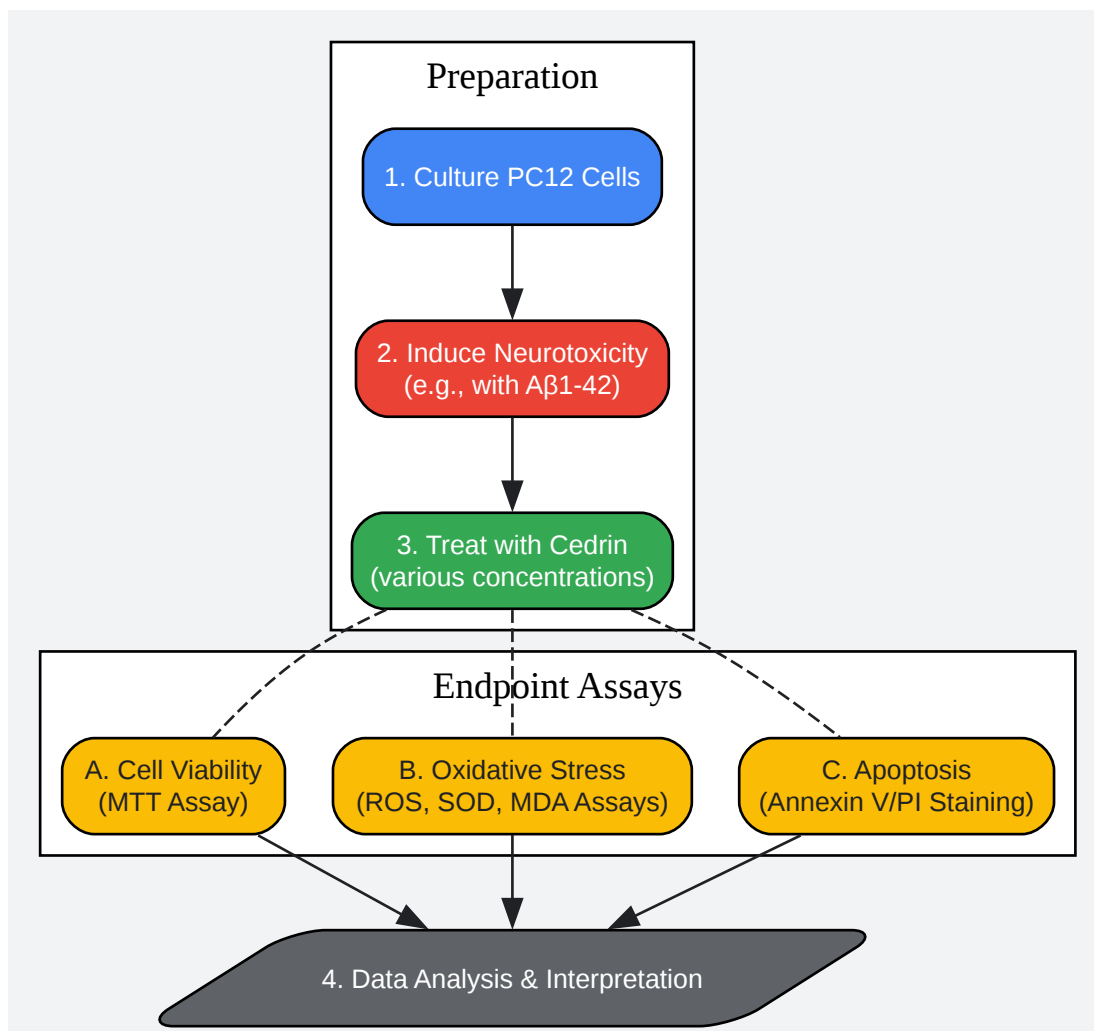 Preparation
1. Culture PC12 Cells
2. Induce Neurotoxicity
(e.g., with Aβ1-42)
3. Treat with Cedrin
(various concentrations)
Endpoint Assays
A. Cell Viability
(MTT Assay)
B. Oxidative Stress
(ROS, SOD, MDA Assays)
C. Apoptosis
(Annexin V/PI Staining)
4. Data Analysis & Interpretation